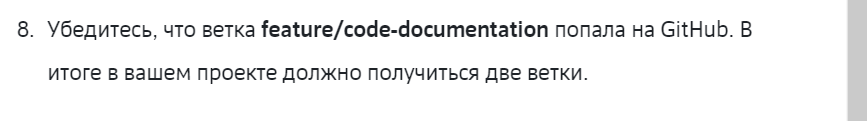 8. Убедитесь, что ветка feature/code-documentation попала на GitHub. В
итоге в вашем проекте должно получиться две ветки.